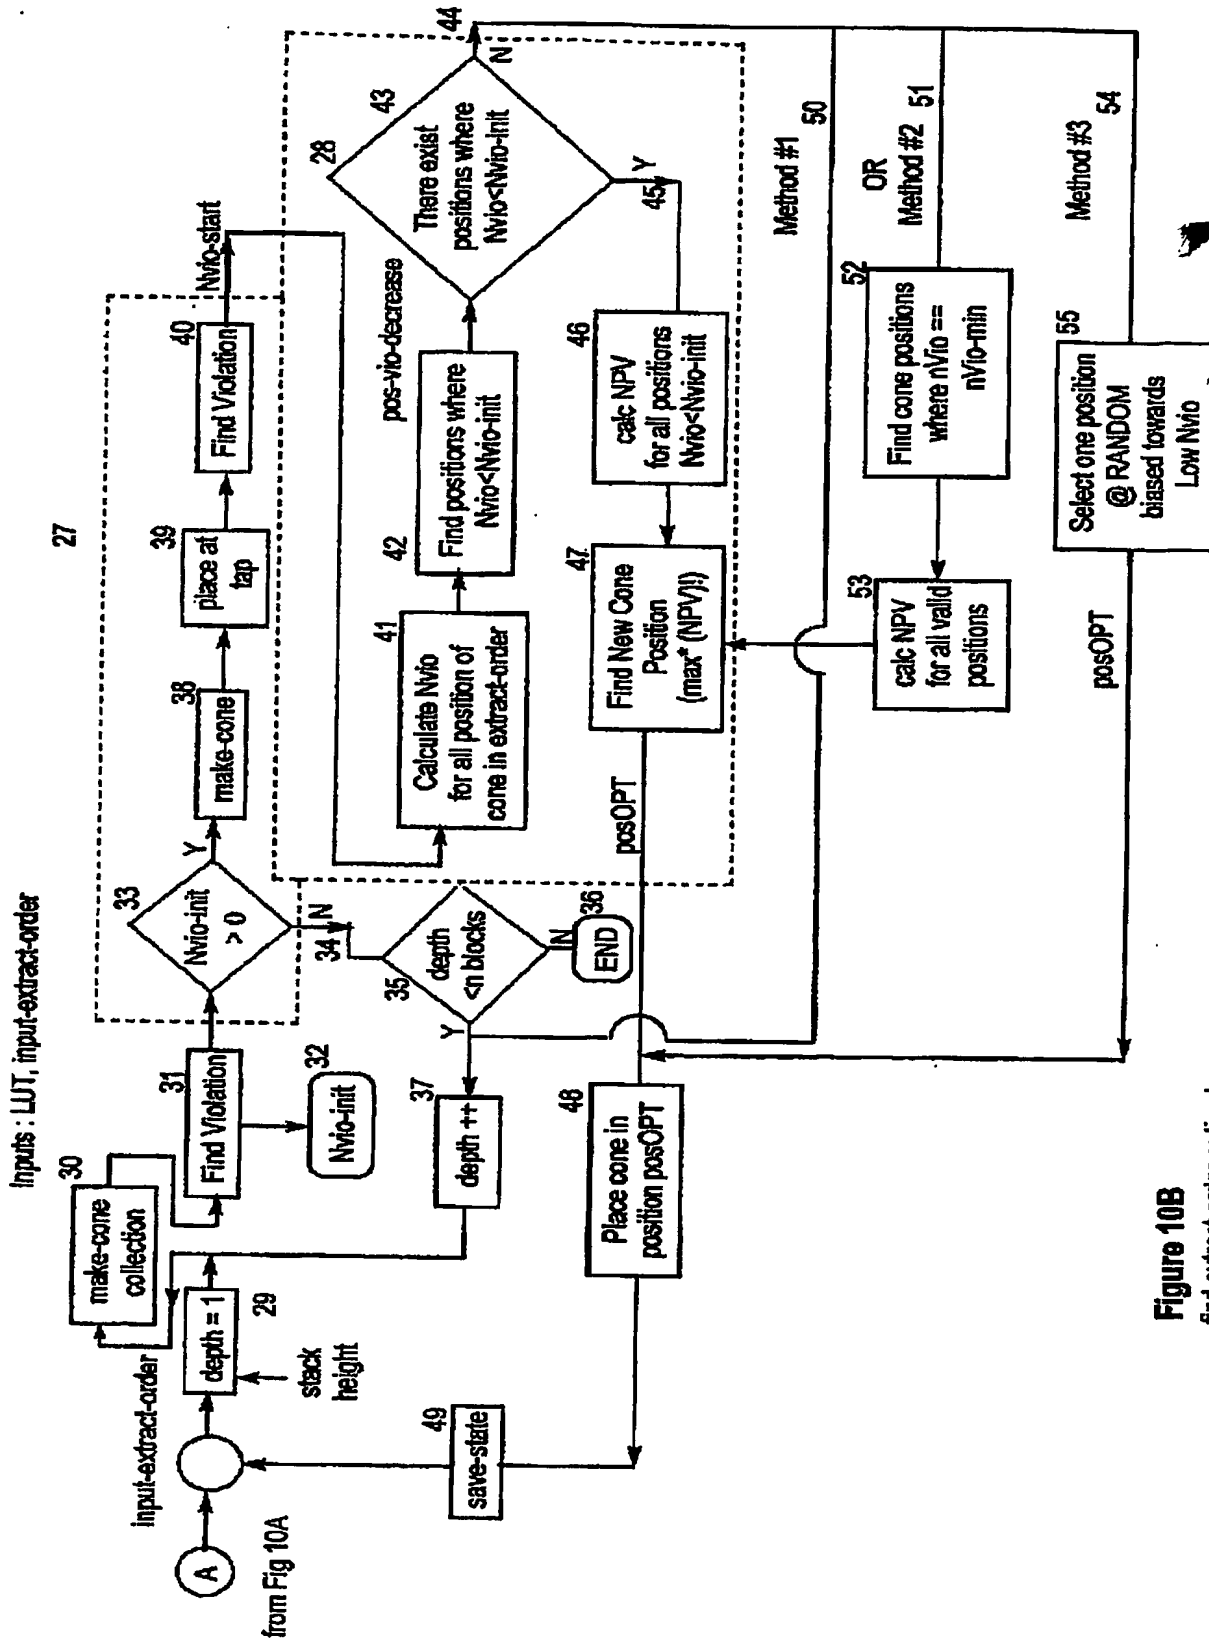 Inputs : LUT, input-extract-order
27
A
from Fig 10A
input-extract-order
depth = 1
29
stack
height
30
make-cone
collection
31
Find Violation
32
Nvio-init
33
Nvio-init
> 0
Y
N
34
35
depth
<n blocks
Y
N
36
END
37
depth ++
38
make-cone
39
place at
tap
40
Find Violation
Nvio-start
41
Calculate Nvio
for all position of
cone in extract-order
42
Find positions where
Nvio<Nvio-init
pos-vio-decrease
28
43
There exist
positions where
Nvio<Nvio-init
N
44
Y
45
46
calc NPV
for all positions
Nvio<Nvio-init
47
Find New Cone
Position
(max* (NPV)!)
posOPT
48
Place cone in
position posOPT
49
save-state
Method #1
50
OR
Method #2
51
52
Find cone positions
where nVio ==
nVio-min
53
calc NPV
for all valid
positions
Method #3
54
55
Select one position
@ RANDOM
biased towards
Low Nvio
posOPT
Figure 10B